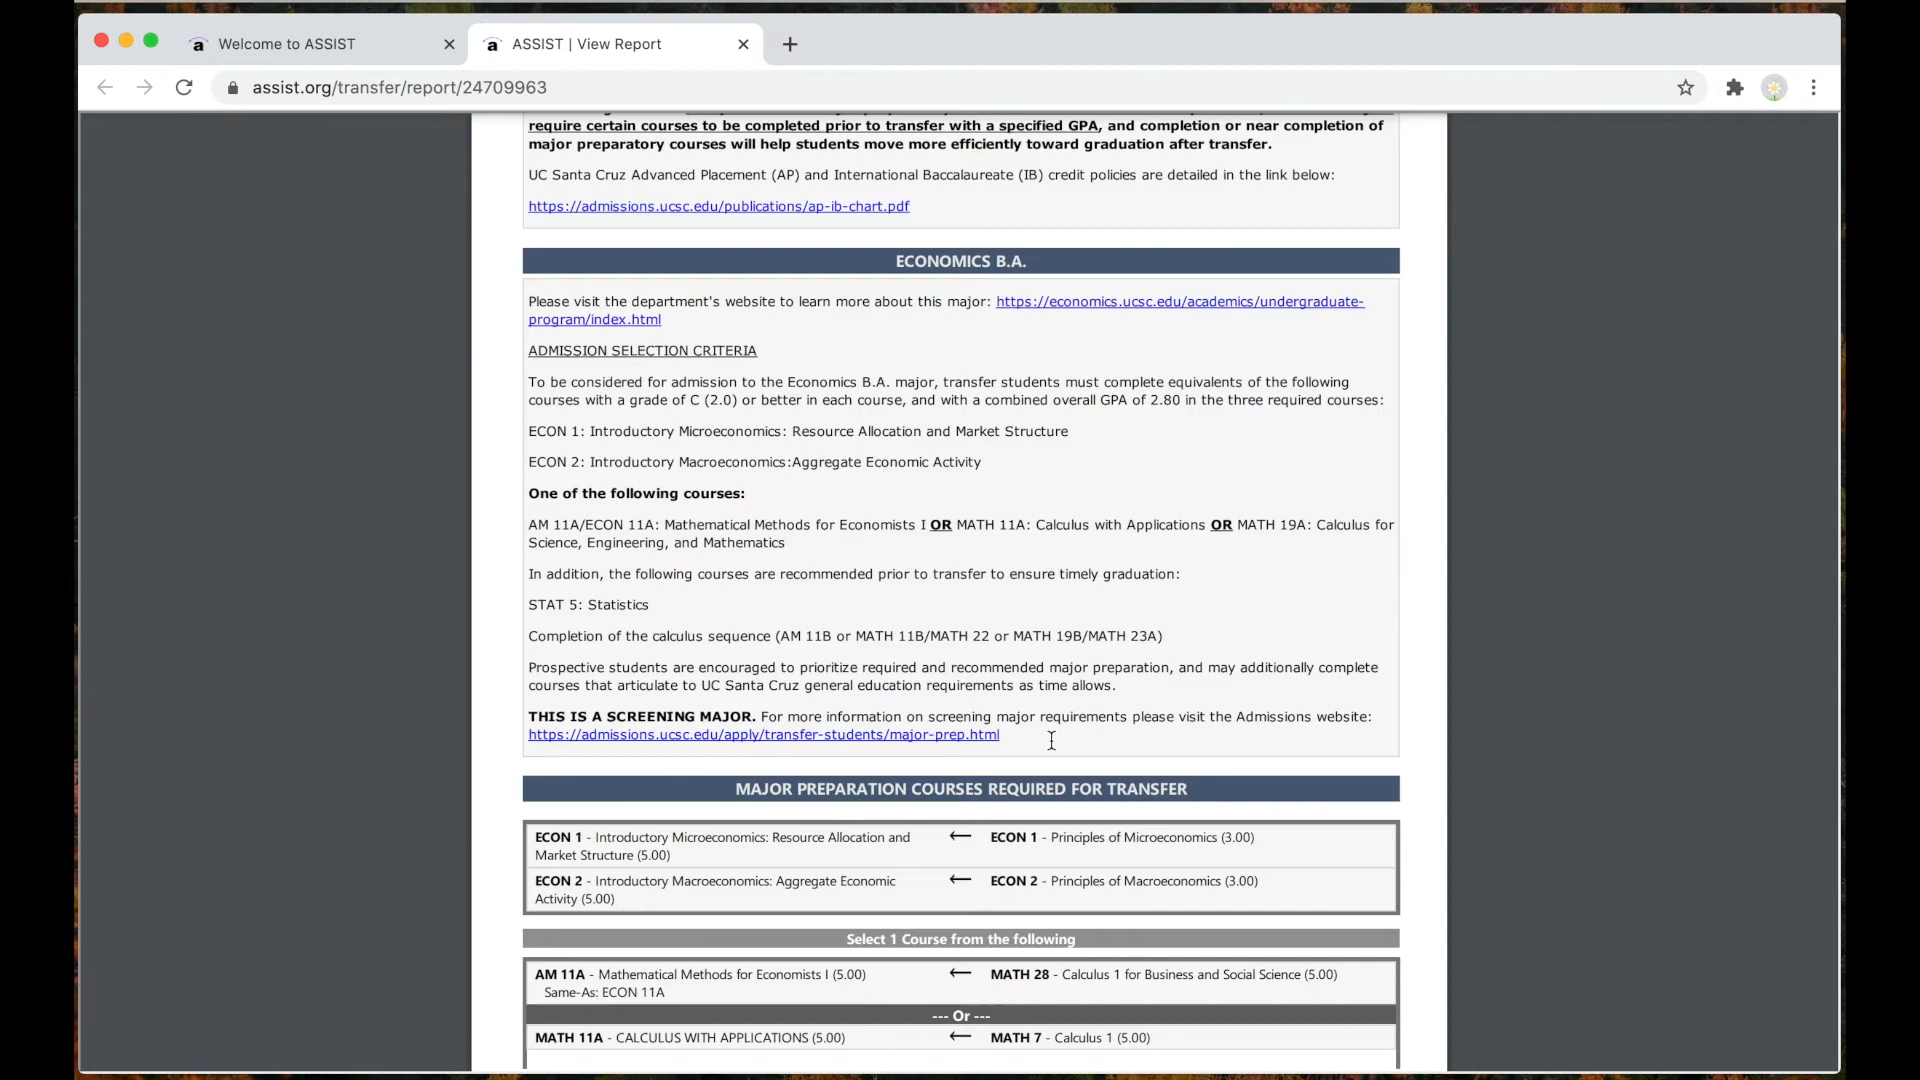 Welcome to ASSIST
ASSIST | View Report
assist.org/transfer/report/24709963
require certain courses to be completed prior to transfer with a specified GPA, and completion or near completion of
major preparatory courses will help students move more efficiently toward graduation after transfer.
UC Santa Cruz Advanced Placement (AP) and International Baccalaureate (IB) credit policies are detailed in the link below:
https://admissions.ucsc.edu/publications/ap-ib-chart.pdf
ECONOMICS B.A.
Please visit the department's website to learn more about this major: https://economics.ucsc.edu/academics/undergraduate-
program/index.html
ADMISSION SELECTION CRITERIA
To be considered for admission to the Economics B.A. major, transfer students must complete equivalents of the following
courses with a grade of C (2.0) or better in each course, and with a combined overall GPA of 2.80 in the three required courses:
ECON 1: Introductory Microeconomics: Resource Allocation and Market Structure
ECON 2: Introductory Macroeconomics:Aggregate Economic Activity
One of the following courses:
AM 11A/ECON 11A: Mathematical Methods for Economists I OR MATH 11A: Calculus with Applications OR MATH 19A: Calculus for
Science, Engineering, and Mathematics
In addition, the following courses are recommended prior to transfer to ensure timely graduation:
STAT 5: Statistics
Completion of the calculus sequence (AM 11B or MATH 11B/MATH 22 or MATH 19B/MATH 23A)
Prospective students are encouraged to prioritize required and recommended major preparation, and may additionally complete
courses that articulate to UC Santa Cruz general education requirements as time allows.
THIS IS A SCREENING MAJOR. For more information on screening major requirements please visit the Admissions website:
https://admissions.ucsc.edu/apply/transfer-students/major-prep.html
MAJOR PREPARATION COURSES REQUIRED FOR TRANSFER
ECON 1 - Introductory Microeconomics: Resource Allocation and ← ECON 1 - Principles of Microeconomics (3.00)
Market Structure (5.00)
ECON 2 - Introductory Macroeconomics: Aggregate Economic ← ECON 2 - Principles of Macroeconomics (3.00)
Activity (5.00)
Select 1 Course from the following
AM 11A - Mathematical Methods for Economists I (5.00) ← MATH 28 - Calculus 1 for Business and Social Science (5.00)
Same-As: ECON 11A
--- Or ---
MATH 11A - CALCULUS WITH APPLICATIONS (5.00) ← MATH 7 - Calculus 1 (5.00)